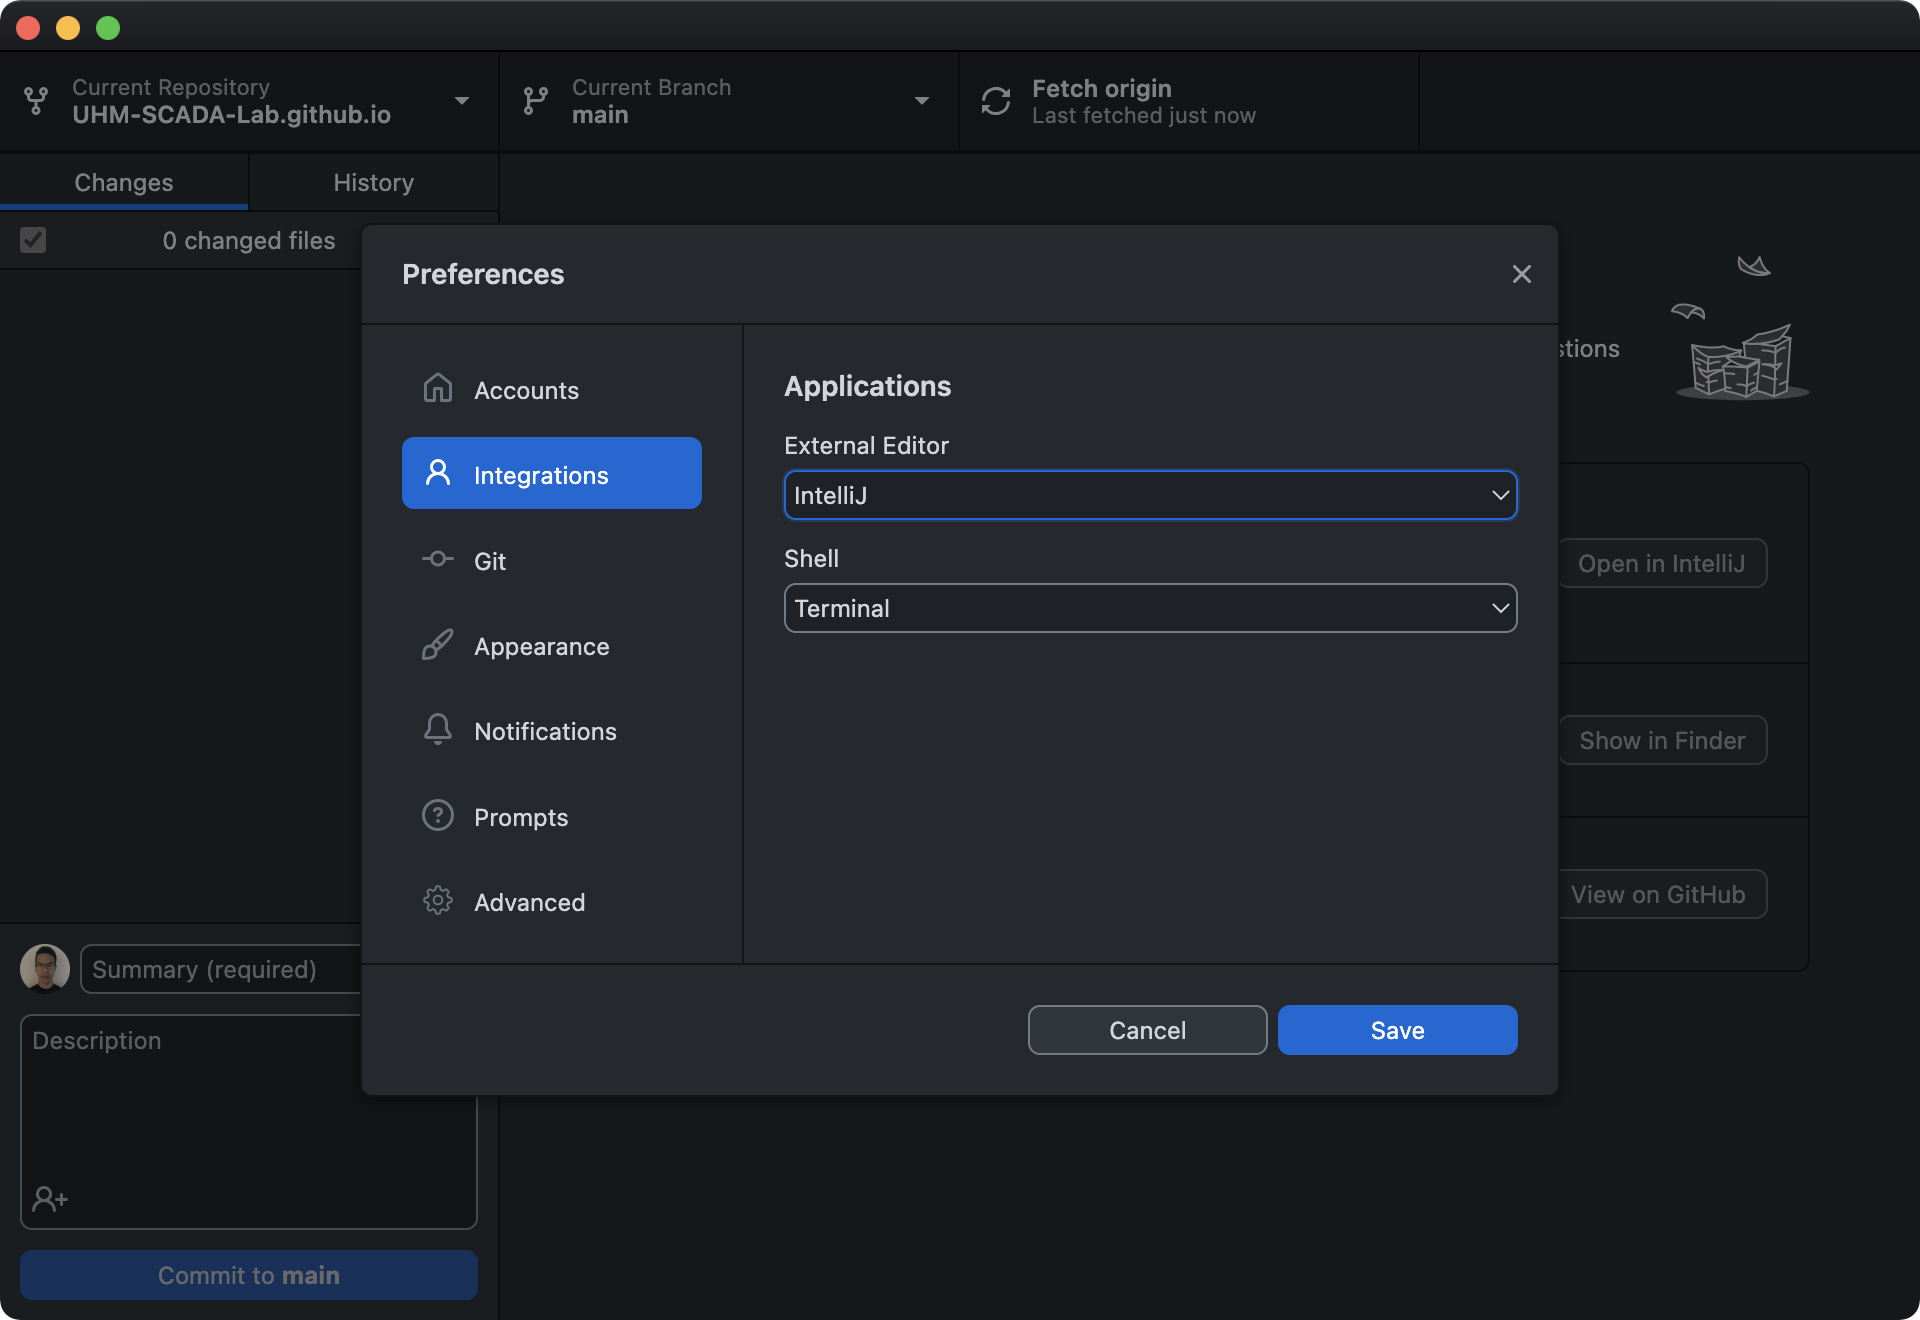 Current Repository
UHM-SCADA-Lab.github.io
Current Branch
main
Fetch origin
Last fetched just now
Changes
History
0 changed files
Preferences
Accounts
Integrations
Git
Appearance
Notifications
Prompts
Advanced
Applications
External Editor
IntelliJ
Shell
Terminal
Cancel
Save
stions
Open in IntelliJ
Show in Finder
View on GitHub
Summary (required)
Description
Commit to main